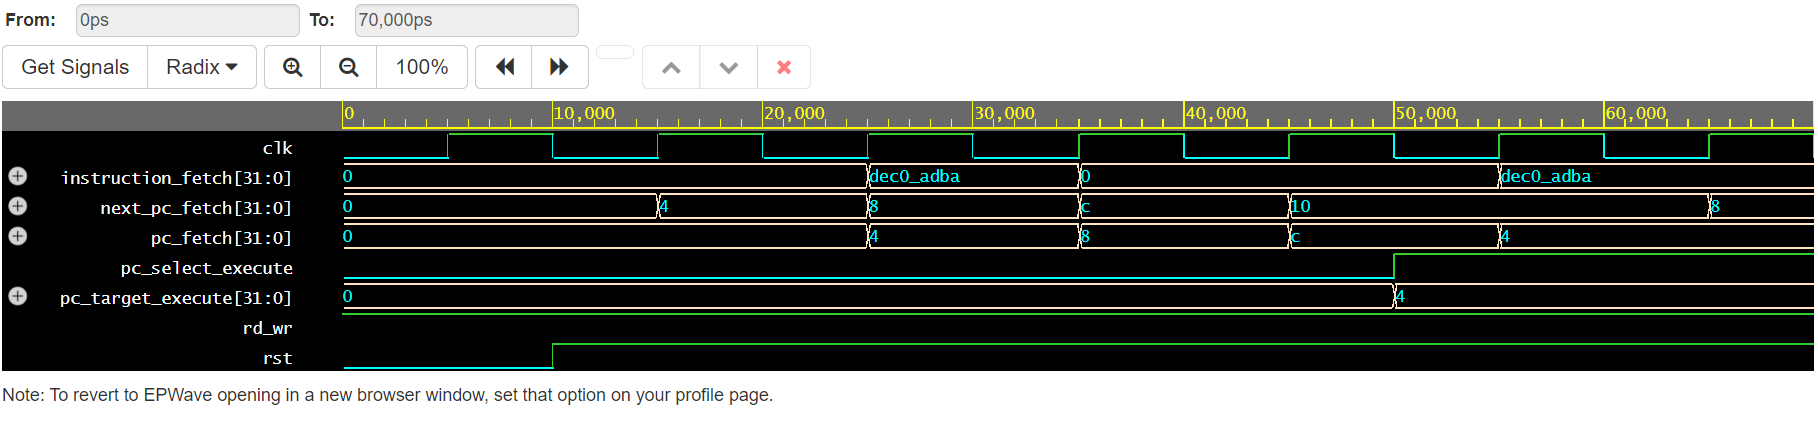 From: 0ps To: 70,000ps
Get Signals Radix 100%
0 10,000 20,000 30,000 40,000 50,000 60,000
clk
instruction_fetch[31:0] 0 dec0_adba 0 dec0_adba
next_pc_fetch[31:0] 0 4 8 c 10 8
pc_fetch[31:0] 0 4 8 c 4
pc_select_execute
pc_target_execute[31:0] 0 4
rd_wr
rst
Note: To revert to EPWave opening in a new browser window, set that option on your profile page.